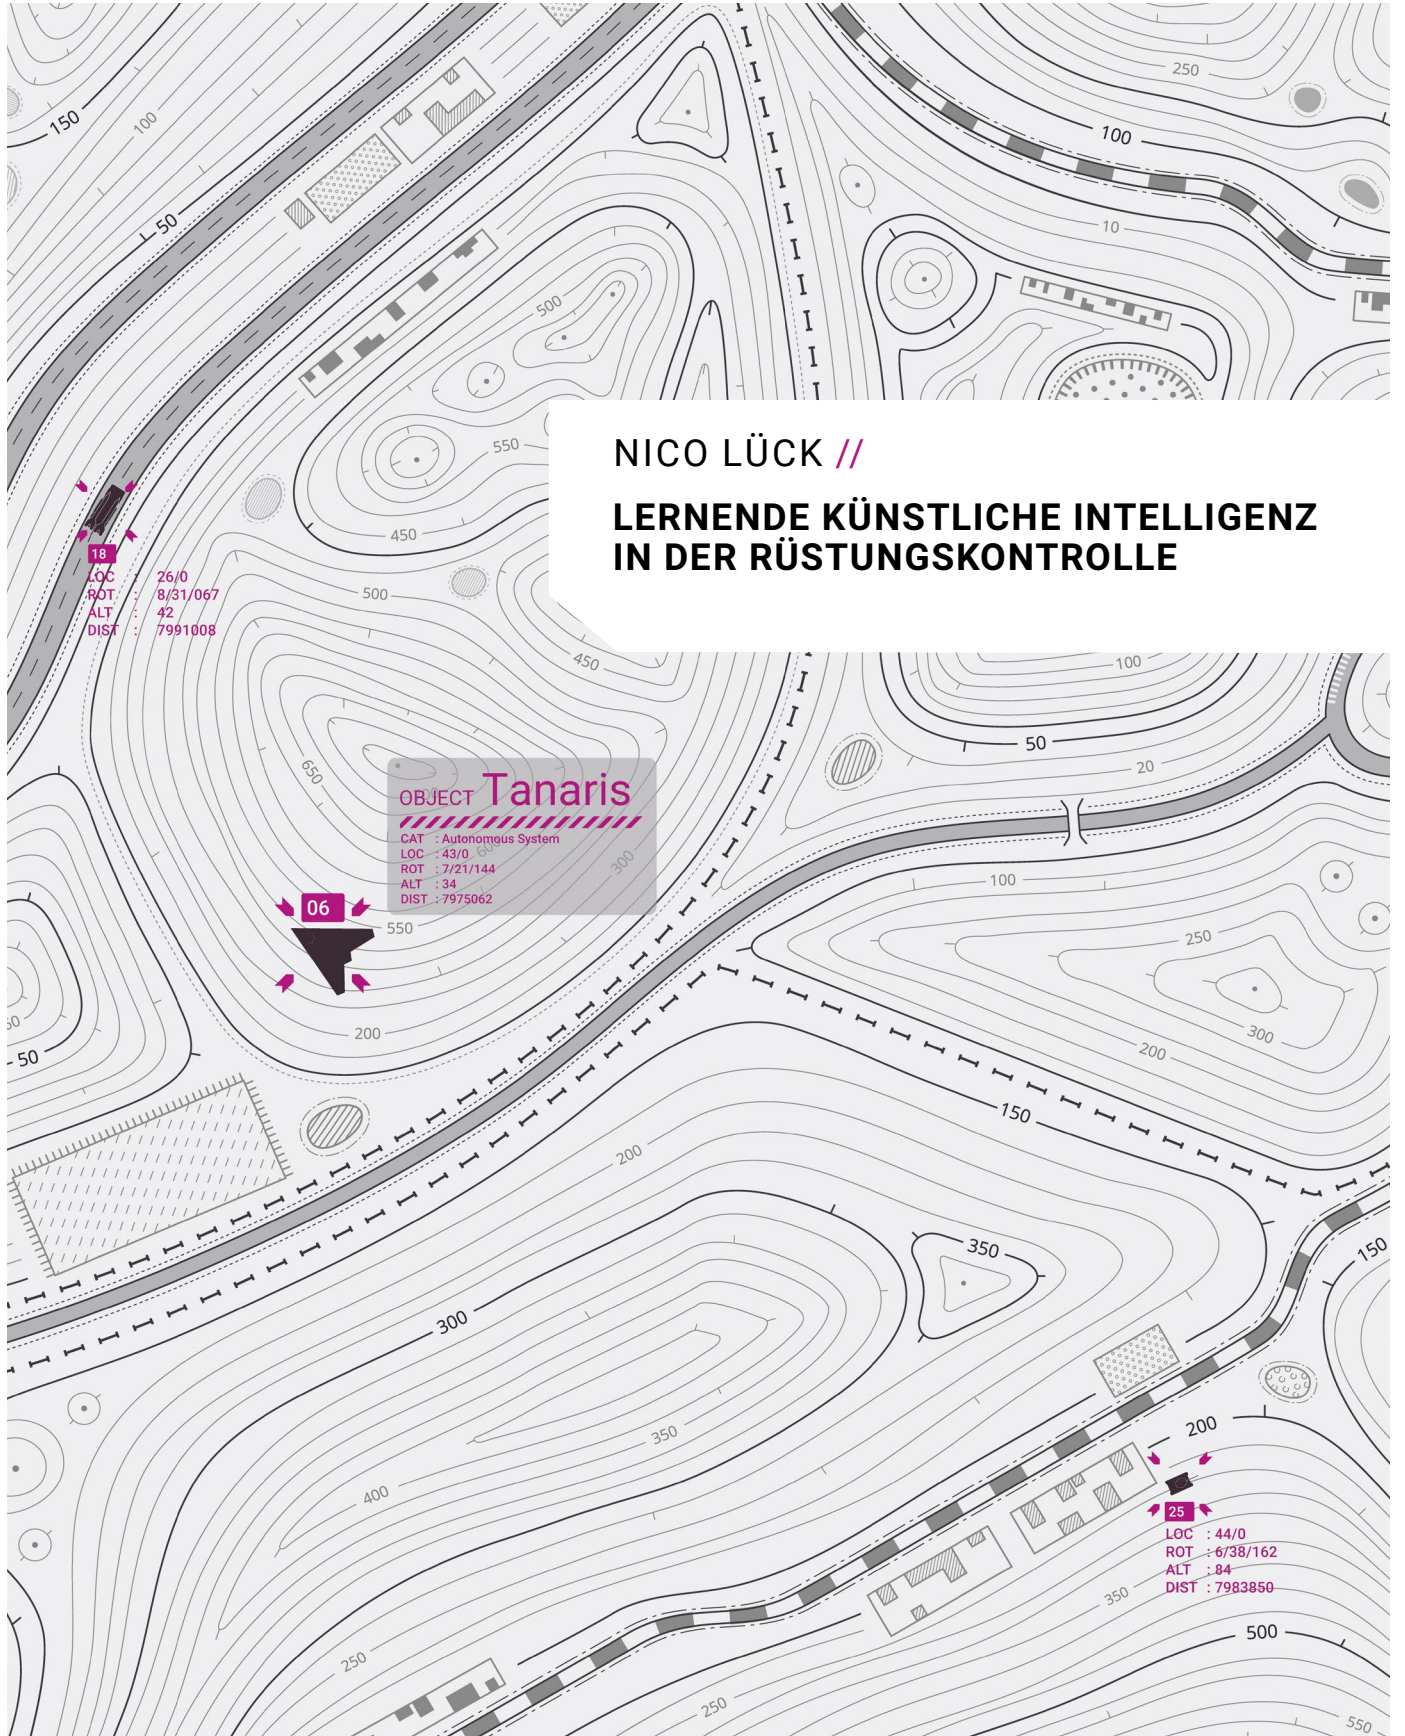 250
150
100
100
50
10
500
NICO LÜCK //
550
LERNENDE KÜNSTLICHE INTELLIGENZ
IN DER RÜSTUNGSKONTROLLE
450
18
LOC : 26/0
ROT : 8/31/067
ALT : 42
DIST : 7991008
500
450
100
50
20
650
OBJECT Tanaris
CAT : Autonomous System
LOC : 43/0
ROT : 7/21/144
ALT : 34
DIST : 7975062
600
300
100
06
550
250
200
300
50
200
150
200
350
150
300
350
200
400
25
LOC : 44/0
ROT : 6/38/162
ALT : 84
DIST : 7983850
350
500
250
250
550